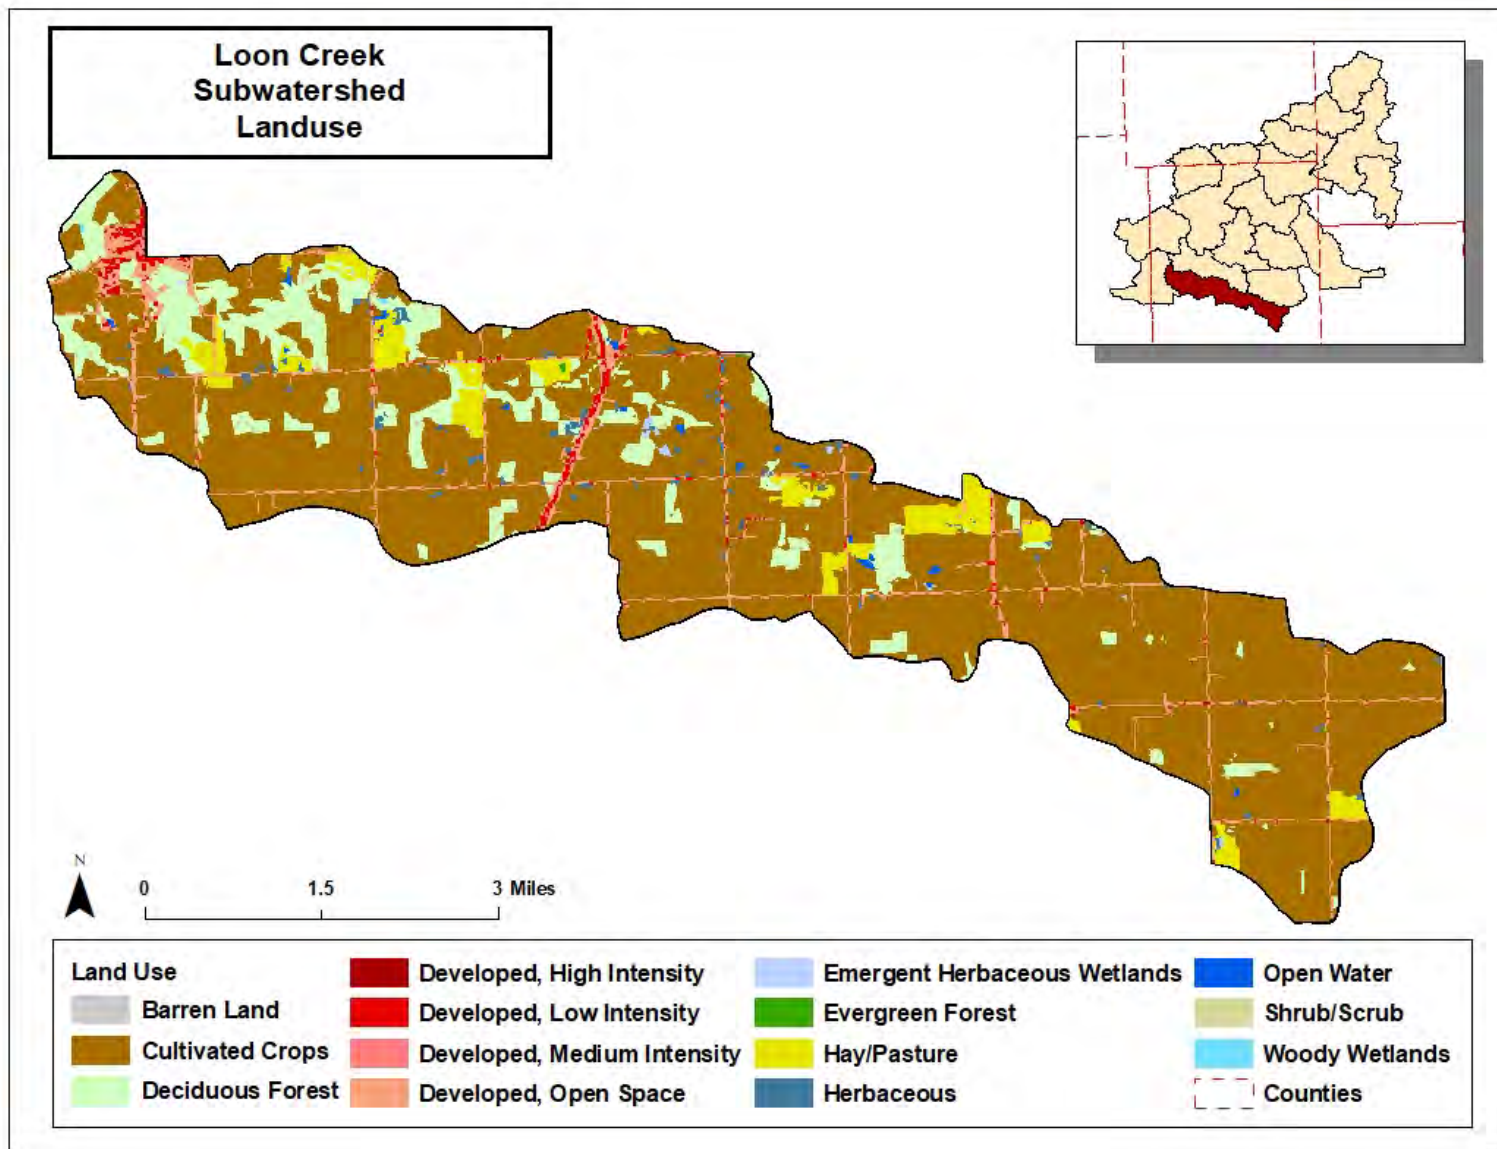 Loon Creek
Subwatershed
Landuse
N
0 1.5 3 Miles
Land Use
Barren Land
Cultivated Crops
Deciduous Forest
Developed, High Intensity
Developed, Low Intensity
Developed, Medium Intensity
Developed, Open Space
Emergent Herbaceous Wetlands
Evergreen Forest
Hay/Pasture
Herbaceous
Open Water
Shrub/Scrub
Woody Wetlands
Counties